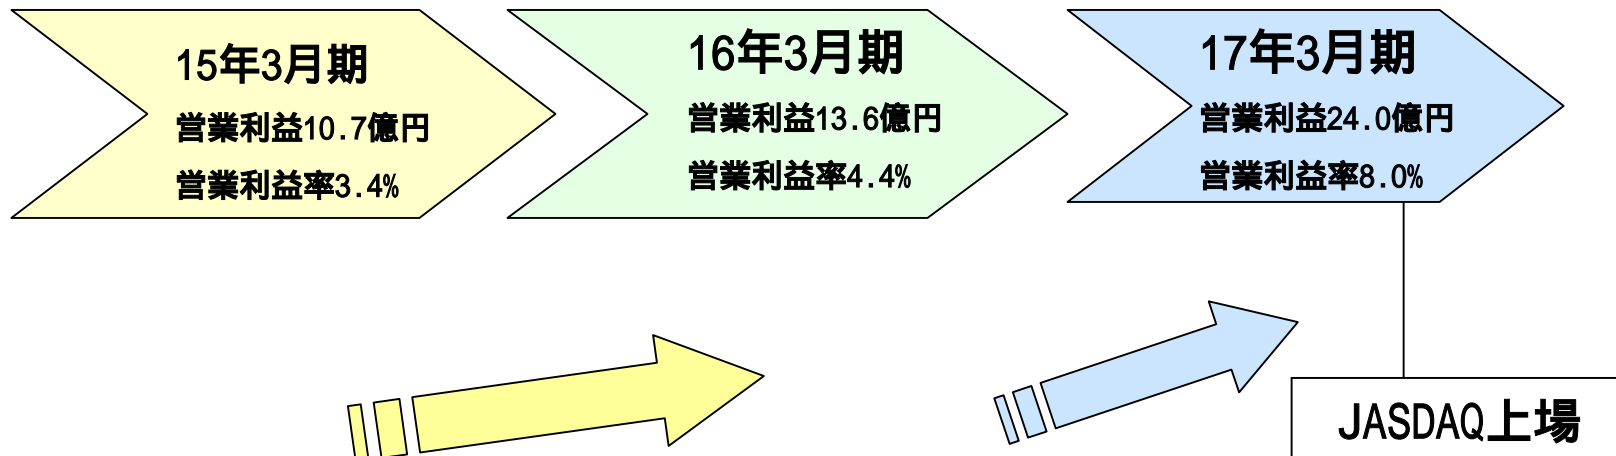 15年3月期
営業利益10.7億円
営業利益率3.4%
16年3月期
営業利益13.6億円
営業利益率4.4%
17年3月期
営業利益24.0億円
営業利益率8.0%
JASDAQ上場